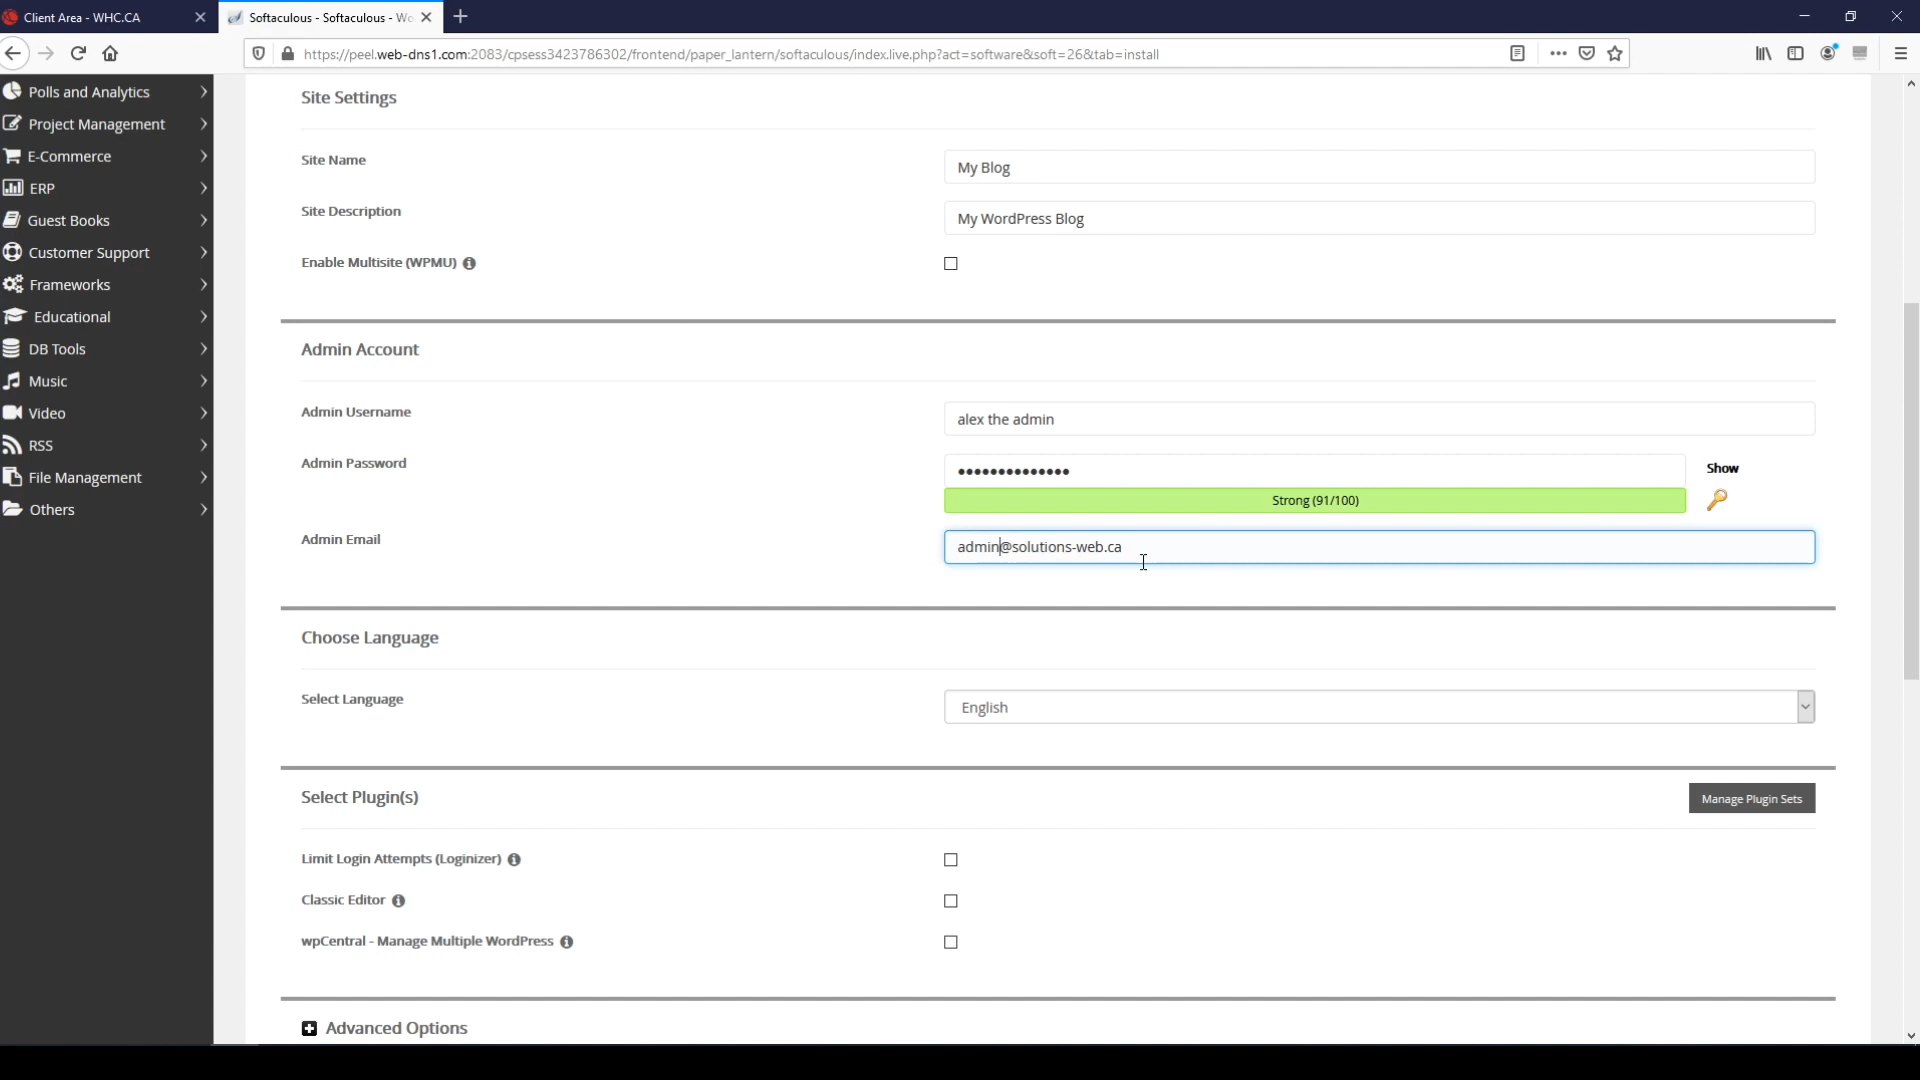 Client Area - WHC.CA
Softaculous - Softaculous - Wo
https://peel.web-dns1.com:2083/cpsess3423786302/frontend/paper_lantern/softaculous/index.live.php?act=software&soft=26&tab=install
Polls and Analytics
Project Management
E-Commerce
ERP
Guest Books
Customer Support
Frameworks
Educational
DB Tools
Music
Video
RSS
File Management
Others
Site Settings
Site Name
My Blog
Site Description
My WordPress Blog
Enable Multisite (WPMU)
Admin Account
Admin Username
alex the admin
Admin Password
••••••••••••••
Show
Strong (91/100)
Admin Email
admin@solutions-web.ca
Choose Language
Select Language
English
Select Plugin(s)
Manage Plugin Sets
Limit Login Attempts (Loginizer)
Classic Editor
wpCentral - Manage Multiple WordPress
Advanced Options